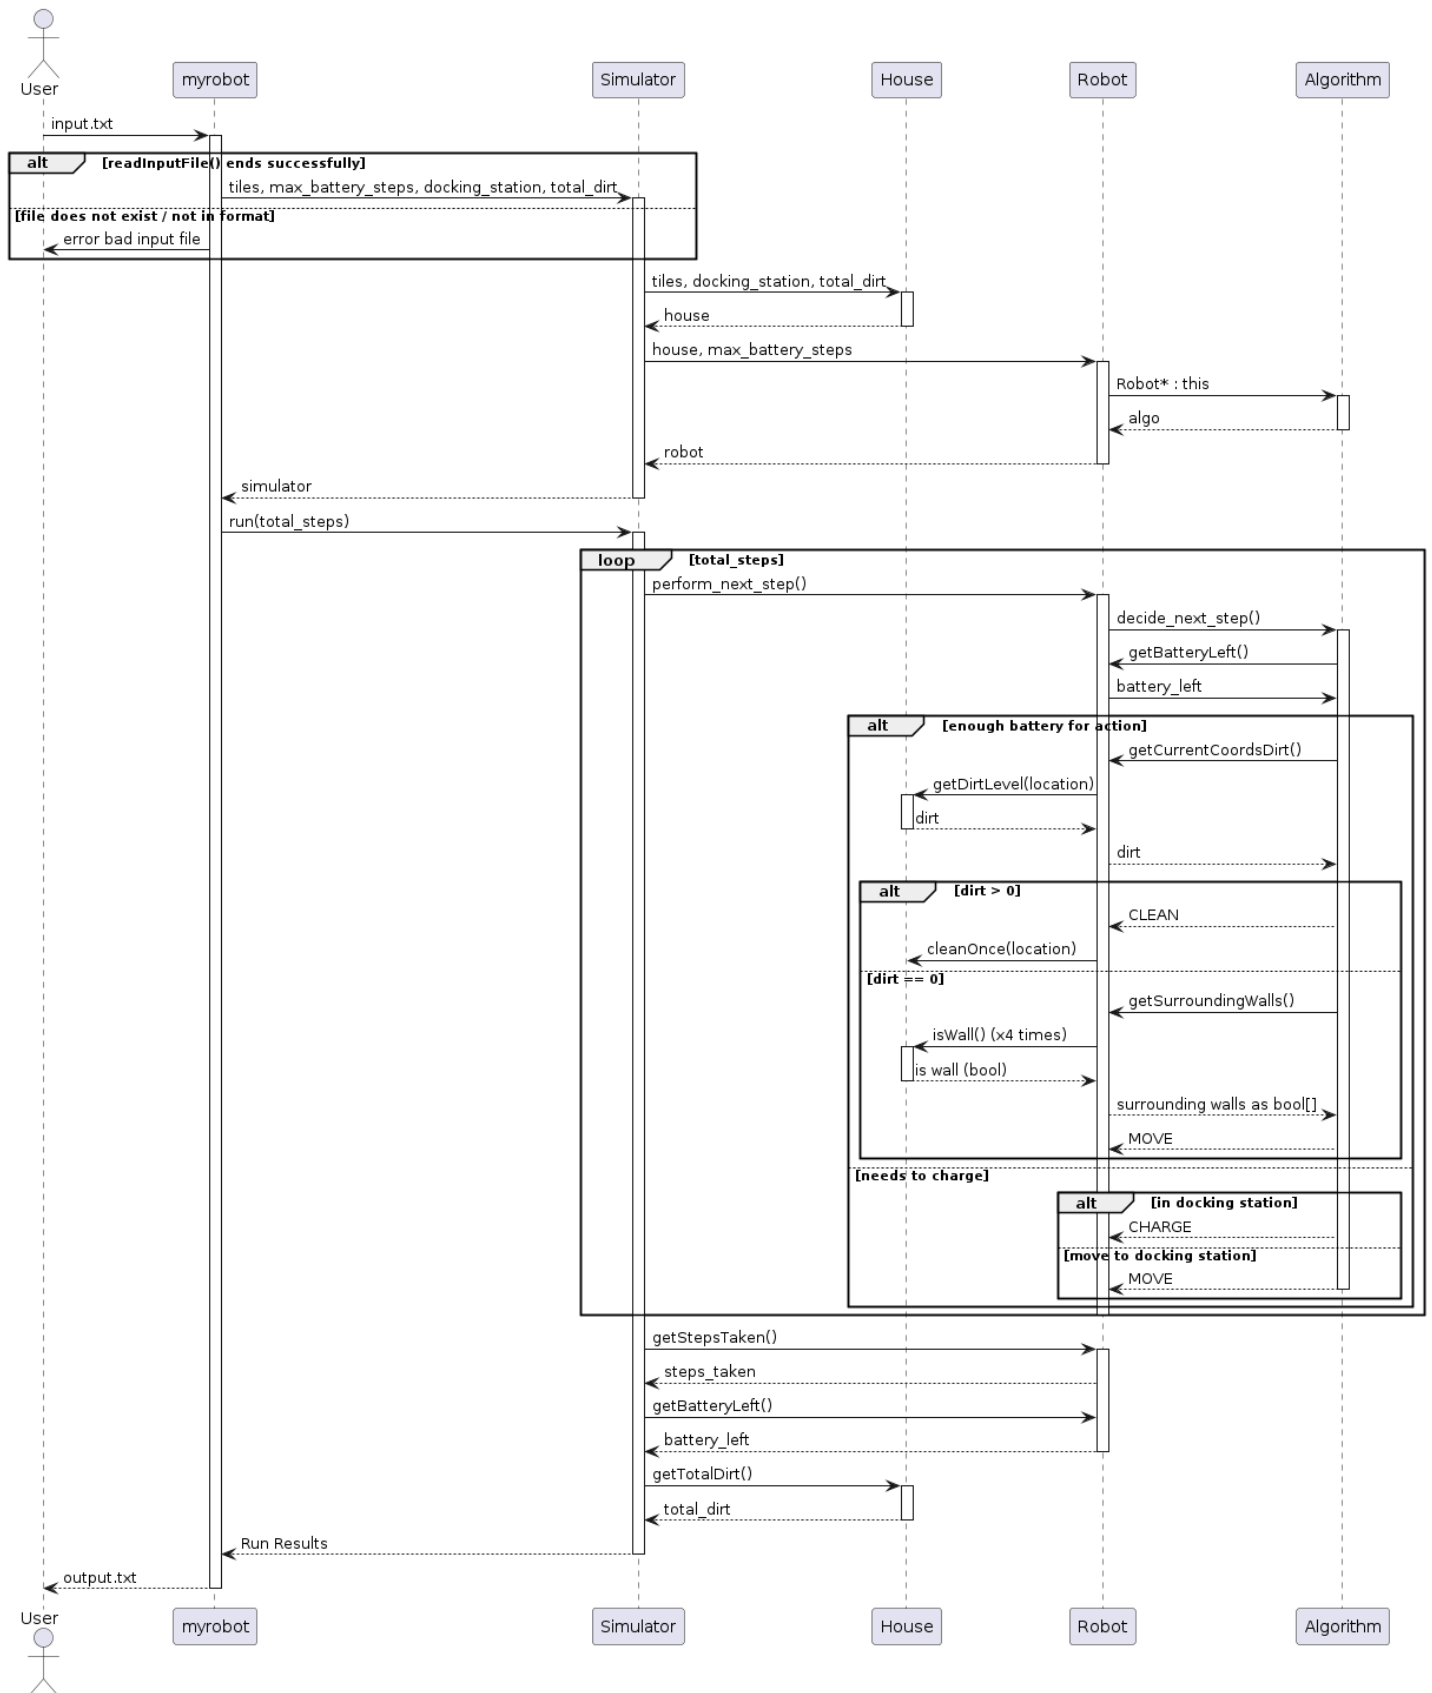 User
myrobot
Simulator
House
Robot
Algorithm
input.txt
alt
[readInputFile() ends successfully]
tiles, max_battery_steps, docking_station, total_dirt
[file does not exist / not in format]
error bad input file
tiles, docking_station, total_dirt
house
house, max_battery_steps
Robot* : this
algo
robot
simulator
run(total_steps)
loop
[total_steps]
perform_next_step()
decide_next_step()
getBatteryLeft()
battery_left
alt
[enough battery for action]
getCurrentCoordsDirt()
getDirtLevel(location)
dirt
dirt
alt
[dirt > 0]
CLEAN
cleanOnce(location)
[dirt == 0]
getSurroundingWalls()
isWall() (x4 times)
is wall (bool)
surrounding walls as bool[]
MOVE
[needs to charge]
alt
[in docking station]
CHARGE
[move to docking station]
MOVE
getStepsTaken()
steps_taken
getBatteryLeft()
battery_left
getTotalDirt()
total_dirt
Run Results
output.txt
User
myrobot
Simulator
House
Robot
Algorithm